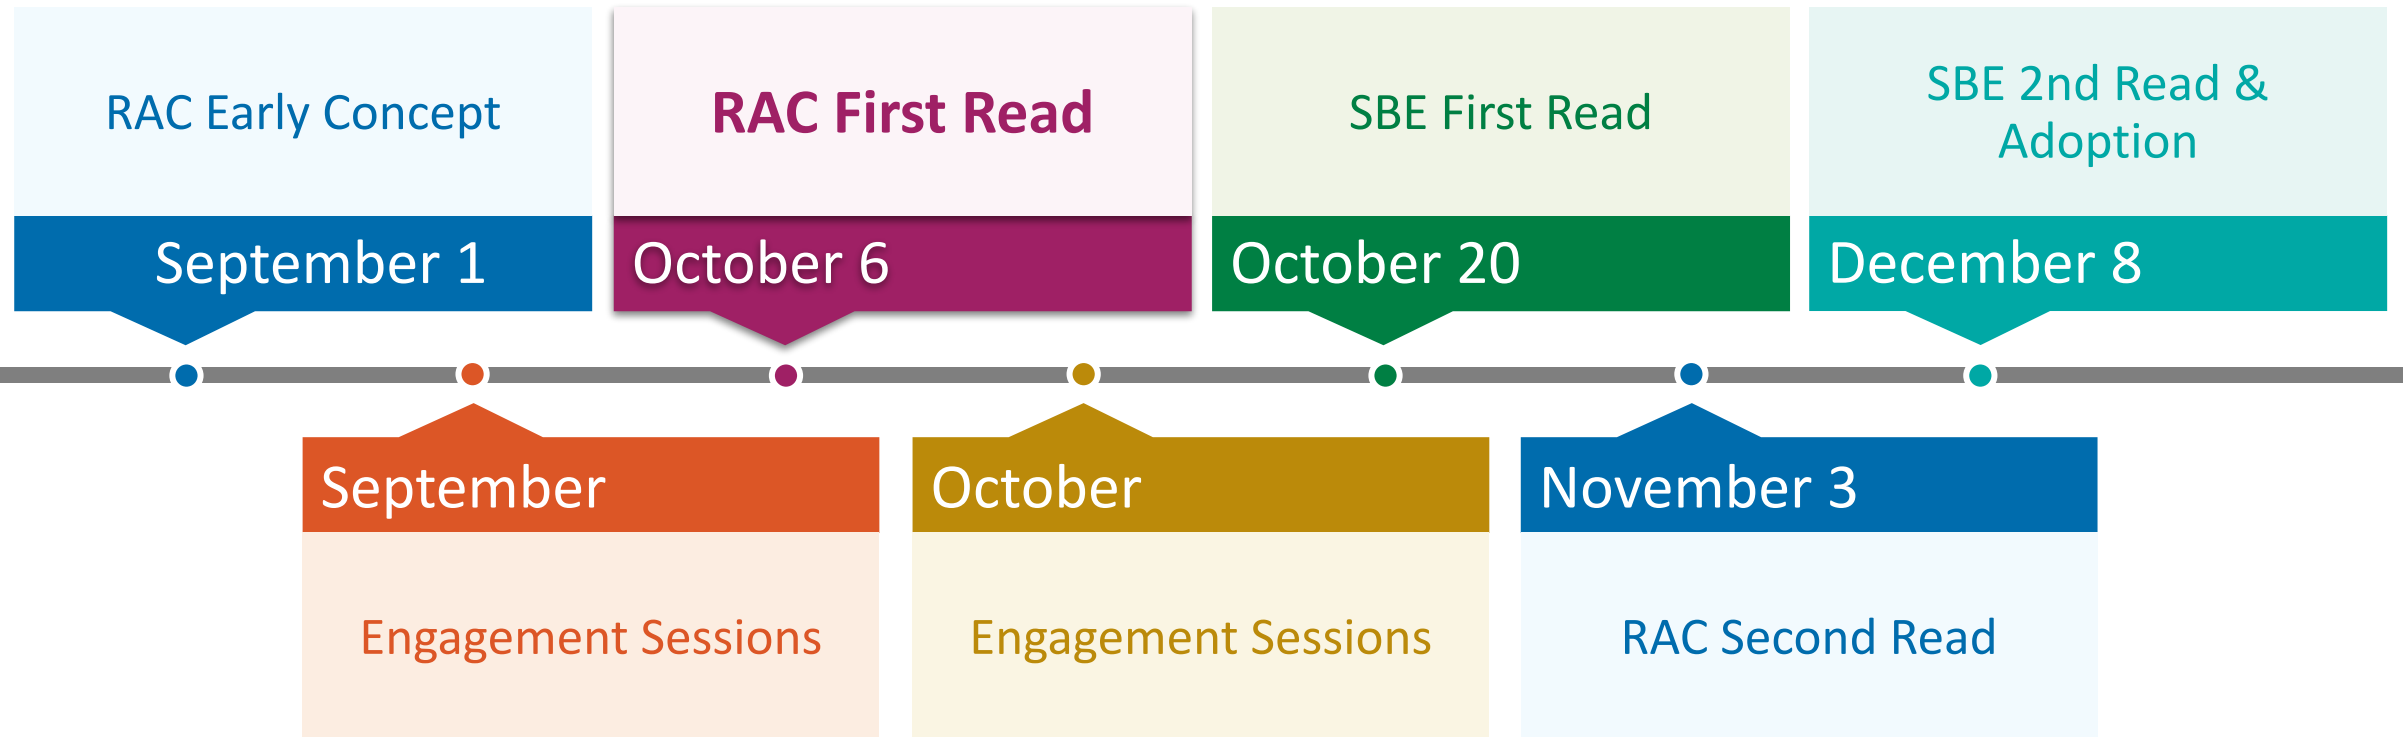 RAC Early Concept
September 1
RAC First Read
October 6
SBE First Read
October 20
SBE 2nd Read &
Adoption
December 8
September
Engagement Sessions
October
Engagement Sessions
November 3
RAC Second Read